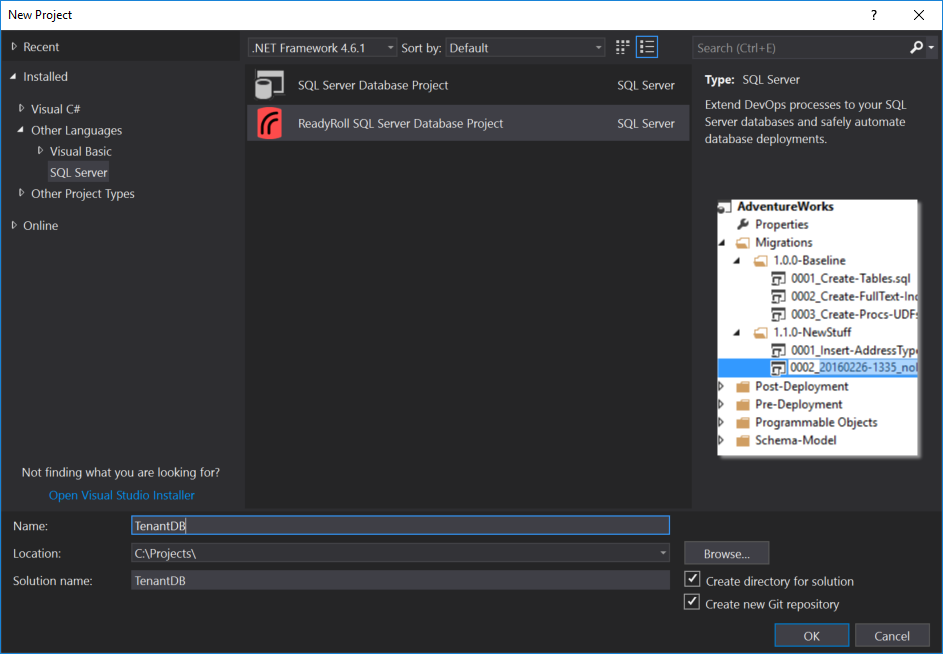 New Project
?
Recent
.NET Framework 4.6.1
Sort by: Default
Search (Ctrl+E)
Installed
Visual C#
Other Languages
Visual Basic
SQL Server
Other Project Types
Online
Not finding what you are looking for?
Open Visual Studio Installer
SQL Server Database Project
SQL Server
ReadyRoll SQL Server Database Project
SQL Server
Type: SQL Server
Extend DevOps processes to your SQL
Server databases and safely automate
database deployments.
AdventureWorks
Properties
Migrations
1.0.0-Baseline
0001_Create-Tables.sql
0002_Create-FullText-Inc
0003_Create-Procs-UDFs
1.1.0-NewStuff
0001_Insert-AddressType
0002_20160226-1335_nol
Post-Deployment
Pre-Deployment
Programmable Objects
Schema-Model
Name: TenantDB
Location: C:\Projects\
Browse...
Solution name: TenantDB
Create directory for solution
Create new Git repository
OK
Cancel